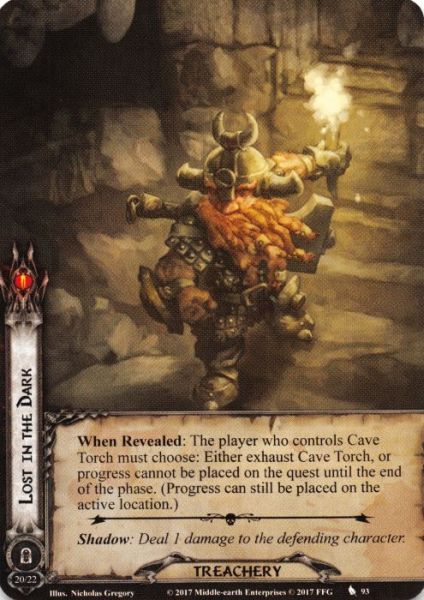 LOST IN THE DARK
When Revealed: The player who controls Cave
Torch must choose: Either exhaust Cave Torch, or
progress cannot be placed on the quest until the end
of the phase. (Progress can still be placed on the
active location.)
Shadow: Deal 1 damage to the defending character.
20/22
TREACHERY
Illus. Nicholas Gregory
© 2017 Middle-earth Enterprises © 2017 FFG
93